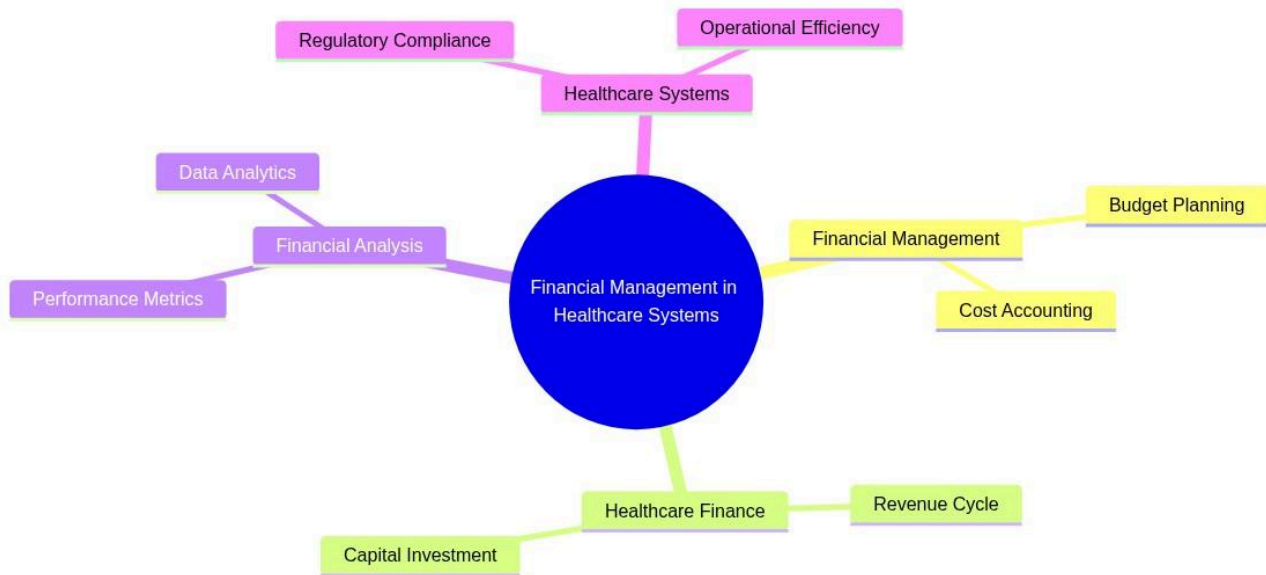 Operational Efficiency
Regulatory Compliance
Healthcare Systems
Data Analytics
Budget Planning
Financial Management
Financial Analysis
Financial Management in
Healthcare Systems
Performance Metrics
Cost Accounting
Revenue Cycle
Healthcare Finance
Capital Investment